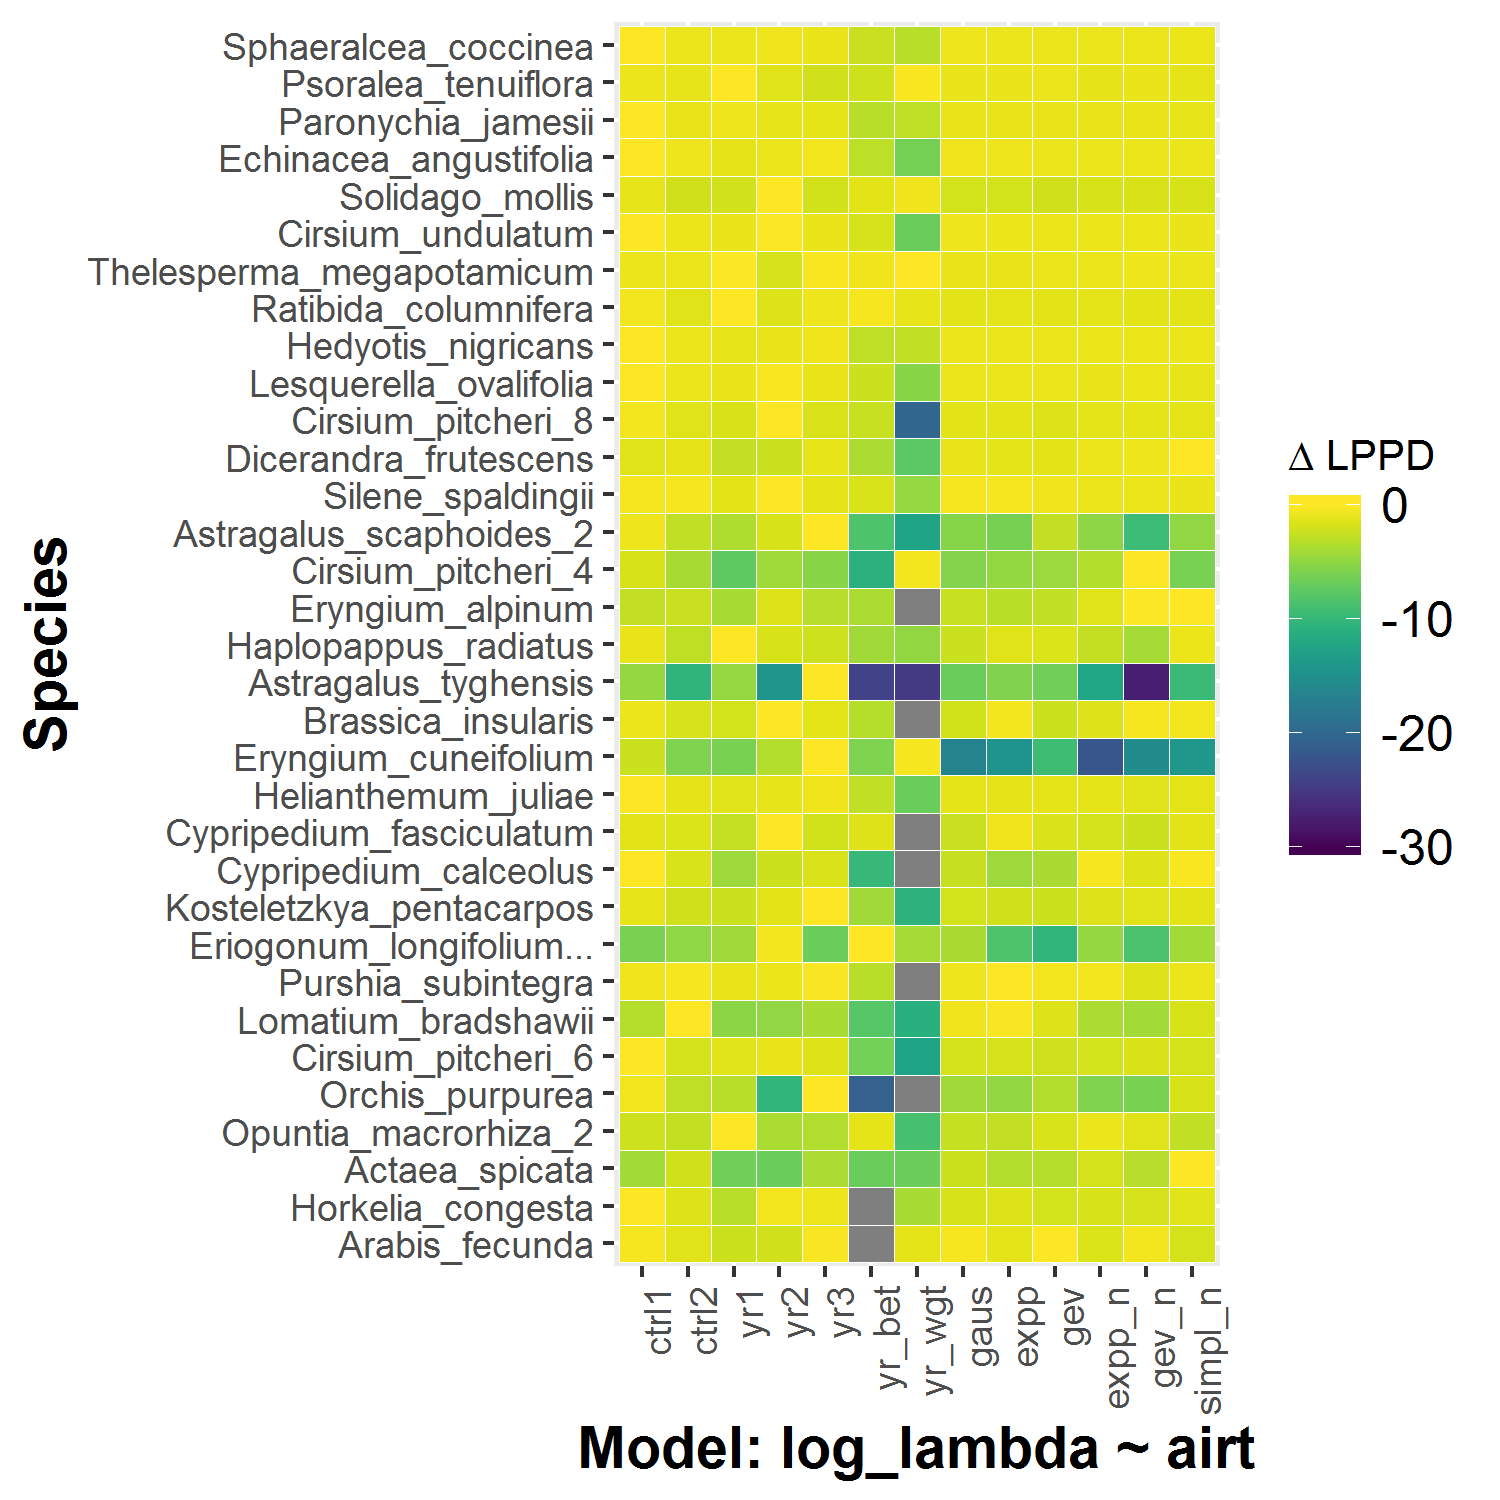 Sphaeralcea_coccinea
Psoralea_tenuiflora
Paronychia_jamesii
Echinacea_angustifolia
Solidago_mollis
Cirsium_undulatum
Thelesperma_megapotamicum
Ratibida_columnifera
Hedyotis_nigricans
Lesquerella_ovalifolia
Cirsium_pitcheri_8
Dicerandra_frutescens
Silene_spaldingii
Astragalus_scaphoides_2
Cirsium_pitcheri_4
Eryngium_alpinum
Haplopappus_radiatus
Astragalus_tyghensis
Brassica_insularis
Eryngium_cuneifolium
Helianthemum_juliae
Cypripedium_fasciculatum
Cypripedium_calceolus
Kosteletzkya_pentacarpos
Eriogonum_longifolium...
Purshia_subintegra
Lomatium_bradshawii
Cirsium_pitcheri_6
Orchis_purpurea
Opuntia_macrorhiza_2
Actaea_spicata
Horkelia_congesta
Arabis_fecunda
Species
ctrl1
ctrl2
yr1
yr2
yr3
yr_bet
yr_wgt
gaus
expp
gev
expp_n
gev_n
simpl_n
Model: log_lambda ~ airt
Δ LPPD
0
-10
-20
-30